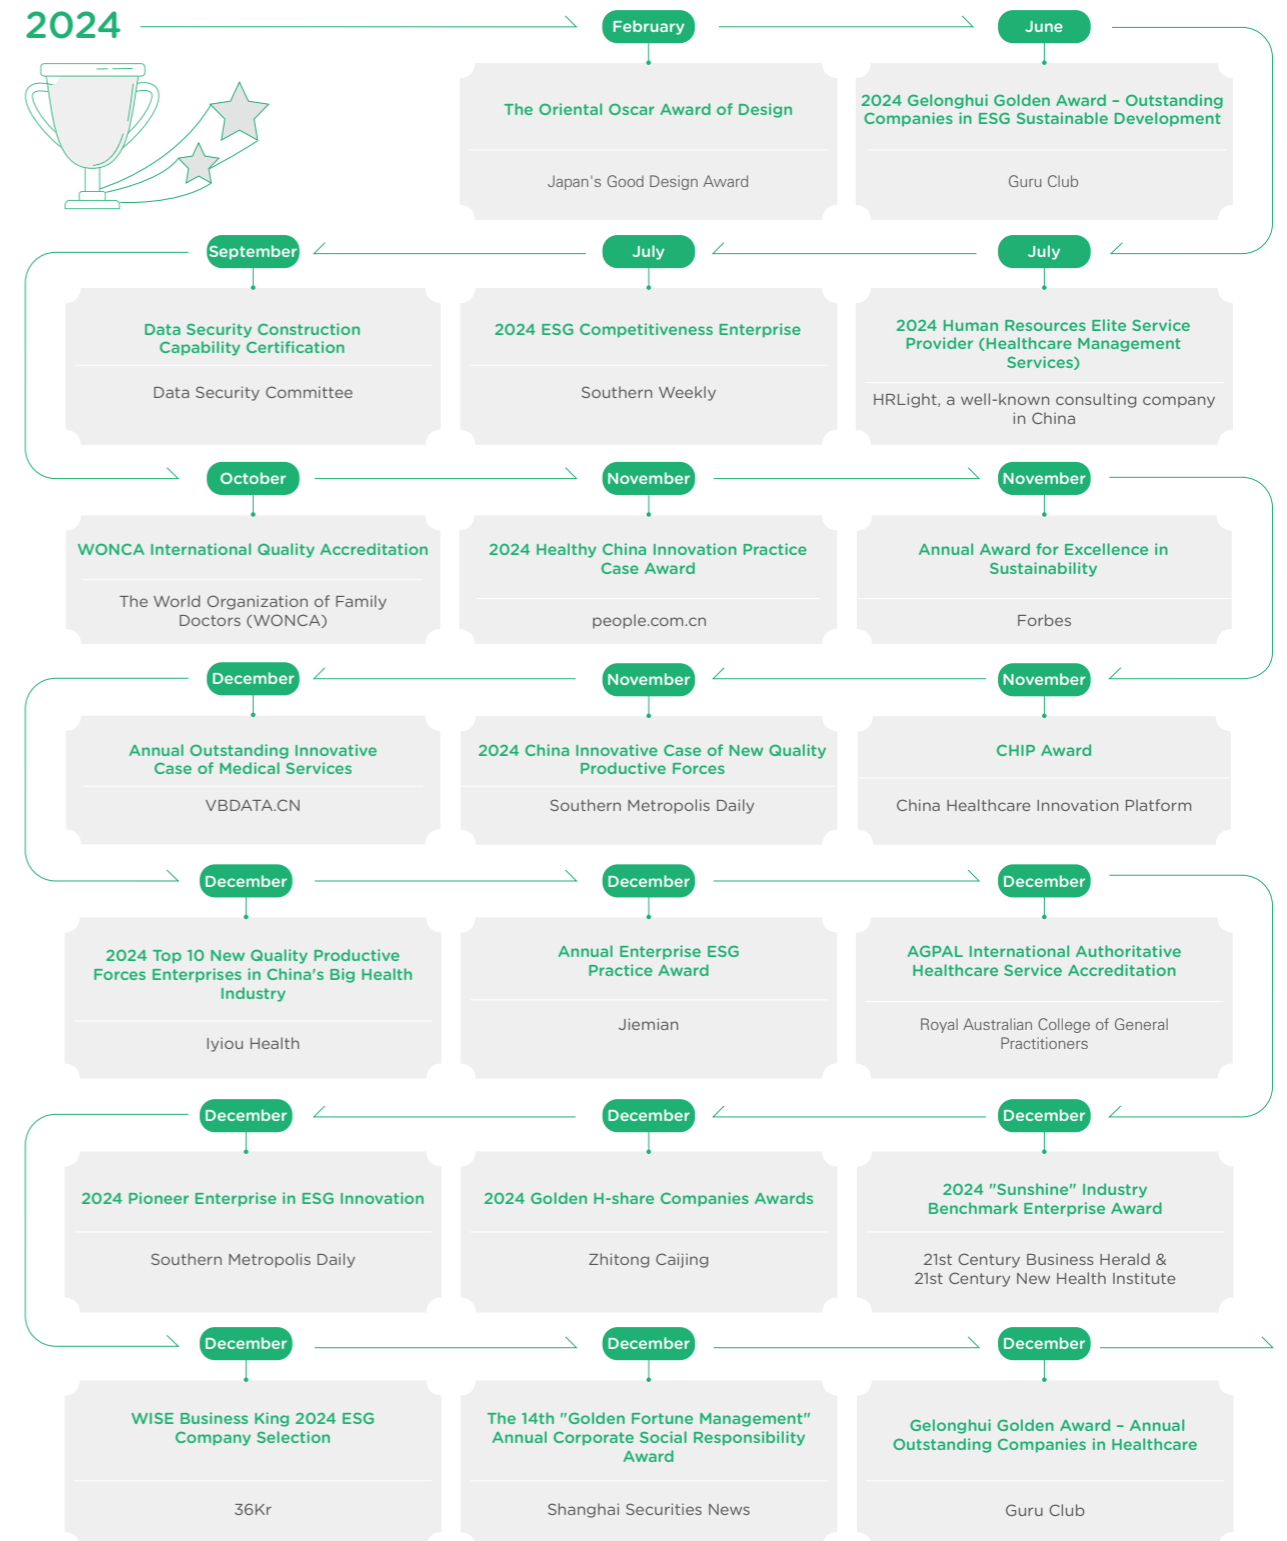 2024
February
The Oriental Oscar Award of Design
Japan's Good Design Award
June
2024 Gelonghui Golden Award – Outstanding
Companies in ESG Sustainable Development
Guru Club
July
2024 Human Resources Elite Service
Provider (Healthcare Management
Services)
HRLight, a well-known consulting company
in China
July
2024 ESG Competitiveness Enterprise
Southern Weekly
September
Data Security Construction
Capability Certification
Data Security Committee
October
WONCA International Quality Accreditation
The World Organization of Family
Doctors (WONCA)
November
2024 Healthy China Innovation Practice
Case Award
people.com.cn
November
Annual Award for Excellence in
Sustainability
Forbes
November
CHIP Award
China Healthcare Innovation Platform
November
2024 China Innovative Case of New Quality
Productive Forces
Southern Metropolis Daily
December
Annual Outstanding Innovative
Case of Medical Services
VBDATA.CN
December
2024 Top 10 New Quality Productive
Forces Enterprises in China's Big Health
Industry
Iyiou Health
December
Annual Enterprise ESG
Practice Award
Jiemian
December
AGPAL International Authoritative
Healthcare Service Accreditation
Royal Australian College of General
Practitioners
December
2024 "Sunshine" Industry
Benchmark Enterprise Award
21st Century Business Herald &
21st Century New Health Institute
December
2024 Golden H-share Companies Awards
Zhitong Caijing
December
2024 Pioneer Enterprise in ESG Innovation
Southern Metropolis Daily
December
WISE Business King 2024 ESG
Company Selection
36Kr
December
The 14th "Golden Fortune Management"
Annual Corporate Social Responsibility
Award
Shanghai Securities News
December
Gelonghui Golden Award – Annual
Outstanding Companies in Healthcare
Guru Club